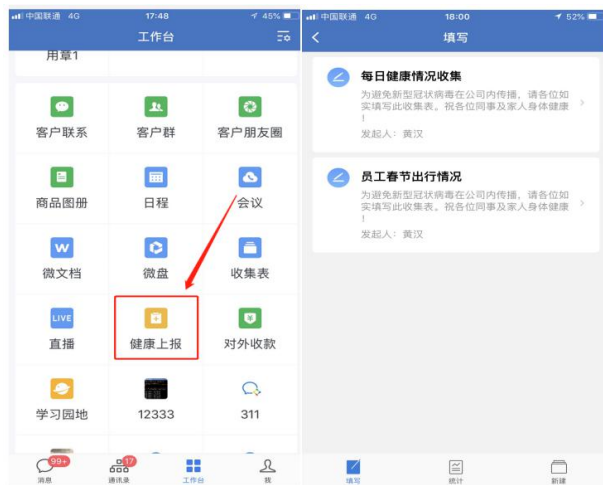 中国联通 4G
17:48
45%
工作台
用章1
客户联系
客户群
客户朋友圈
商品图册
日程
会议
微文档
微盘
收集表
LIVE
直播
健康上报
对外收款
学习园地
12333
311
99+
消息
17
通讯录
工作台
我
中国联通 4G
18:00
52%
填写
每日健康情况收集
为避免新型冠状病毒在公司内传播，请各位如
实填写此收集表。祝各位同事及家人身体健康
！
发起人：黄汉
员工春节出行情况
为避免新型冠状病毒在公司内传播，请各位如
实填写此收集表。祝各位同事及家人身体健康
！
发起人：黄汉
填写
统计
新建